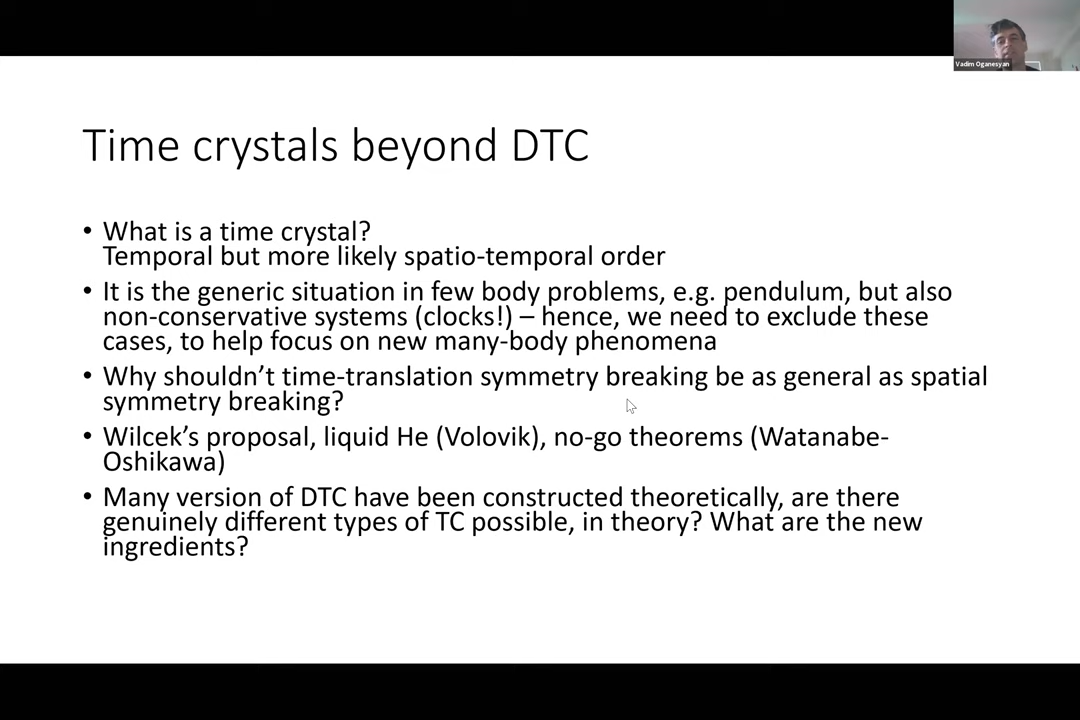 Vadim Oganesyan
Time crystals beyond DTC
• What is a time crystal?
Temporal but more likely spatio-temporal order
• It is the generic situation in few body problems, e.g. pendulum, but also
non-conservative systems (clocks!) – hence, we need to exclude these
cases, to help focus on new many-body phenomena
• Why shouldn't time-translation symmetry breaking be as general as spatial
symmetry breaking?
• Wilcek's proposal, liquid He (Volovik), no-go theorems (Watanabe-
Oshikawa)
• Many version of DTC have been constructed theoretically, are there
genuinely different types of TC possible, in theory? What are the new
ingredients?